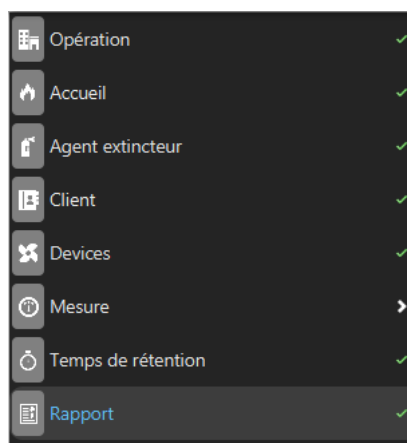 Opération
Accueil
Agent extincteur
Client
Devices
Mesure
Temps de rétention
Rapport